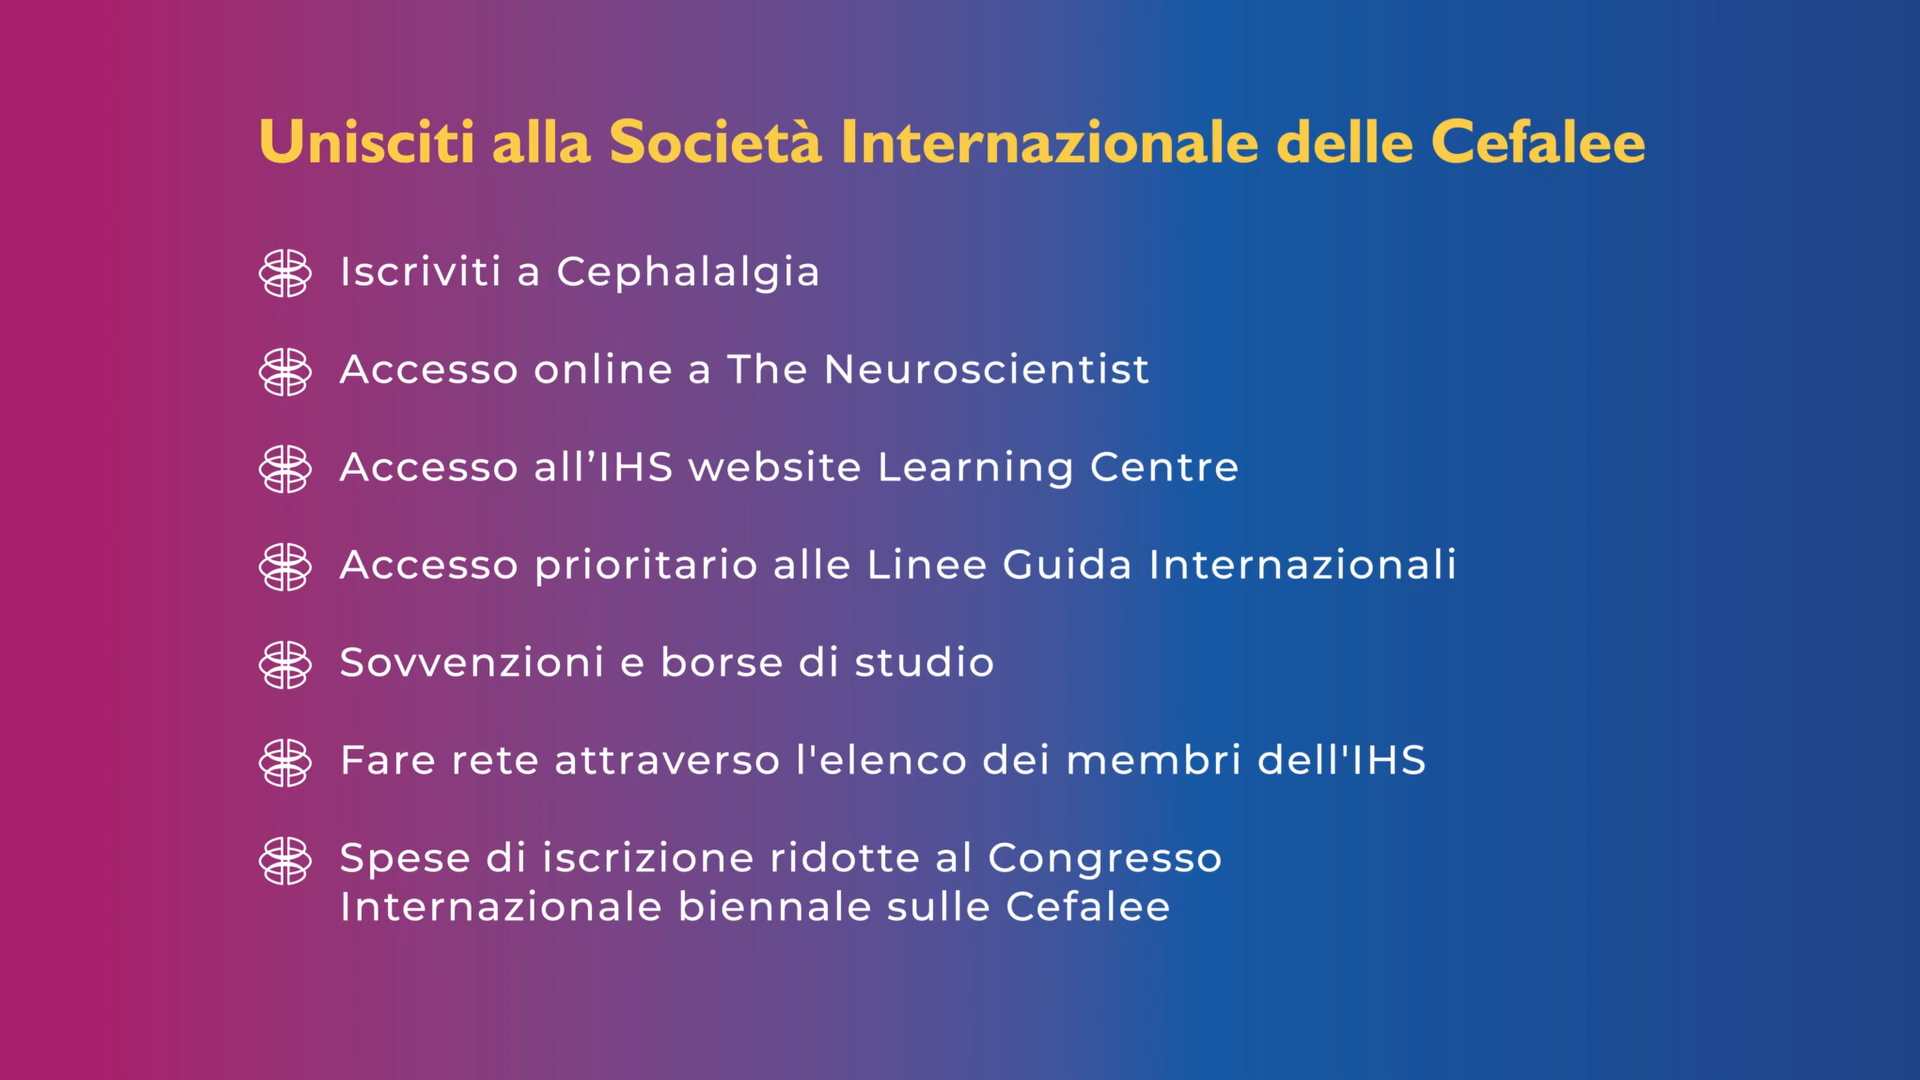 Unisciti alla Società Internazionale delle Cefalee
Iscriviti a Cephalalgia
Accesso online a The Neuroscientist
Accesso all’IHS website Learning Centre
Accesso prioritario alle Linee Guida Internazionali
Sovvenzioni e borse di studio
Fare rete attraverso l'elenco dei membri dell'IHS
Spese di iscrizione ridotte al Congresso
Internazionale biennale sulle Cefalee